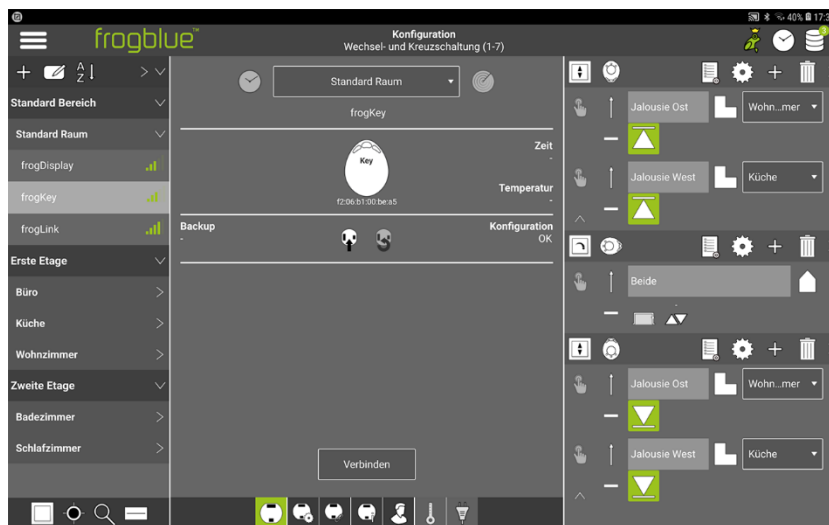 40% 17:3
frogblue™
Konfiguration
Wechsel- und Kreuzschaltung (1-7)
3
A
Z
Standard Bereich
Standard Raum
frogDisplay
frogKey
frogLink
Erste Etage
Büro
Küche
Wohnzimmer
Zweite Etage
Badezimmer
Schlafzimmer
Standard Raum
frogKey
Key
f2:06:b1:00:be:a5
Zeit
-
Temperatur
-
Backup
-
Konfiguration
OK
Verbinden
Jalousie Ost
Wohn...mer
Jalousie West
Küche
Beide
Jalousie Ost
Wohn...mer
Jalousie West
Küche